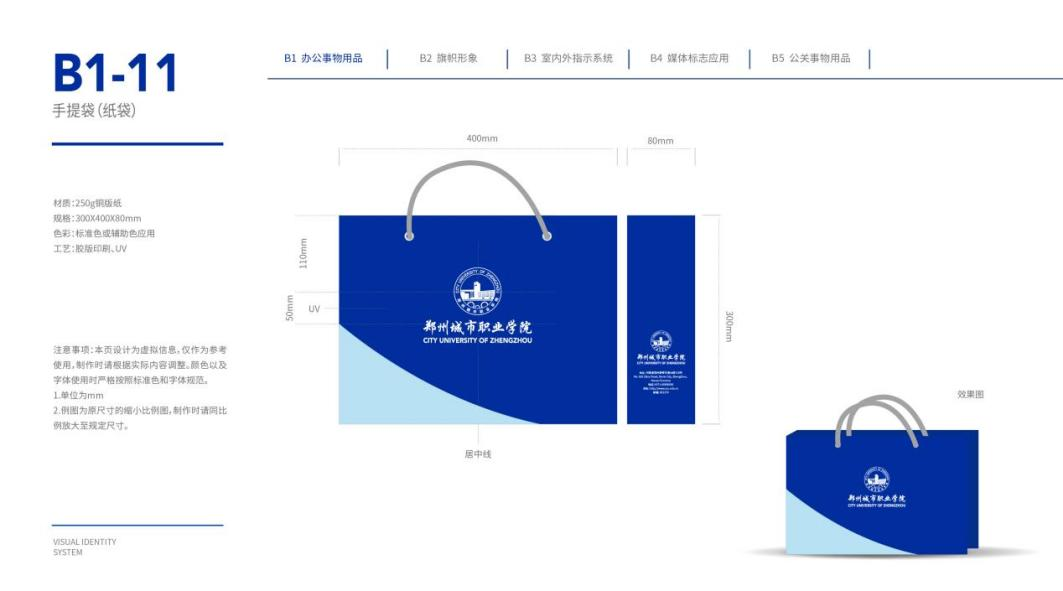 B1-11
手提袋(纸袋)
B1 办公事物用品
B2 旗帜形象
B3 室内外指示系统
B4 媒体标志应用
B5 公关事物用品
材质:250g铜版纸
规格:300X400X80mm
色彩:标准色或辅助色应用
工艺:胶版印刷、UV
注意事项:本页设计为虚拟信息,仅作为参考
使用,制作时请根据实际内容调整。颜色以及
字体使用时严格按照标准色和字体规范。
1.单位为mm
2.例图为原尺寸的缩小比例图,制作时请同比
例放大至规定尺寸。
VISUAL IDENTITY
SYSTEM
400mm
80mm
110mm
50mm
UV
300mm
CITY UNIVERSITY OF ZHENGZHOU
郑州城市职业学院
CITY UNIVERSITY OF ZHENGZHOU
郑州城市职业学院
CITY UNIVERSITY OF ZHENGZHOU
居中线
效果图
郑州城市职业学院
CITY UNIVERSITY OF ZHENGZHOU